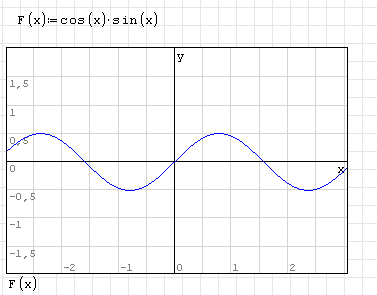 F(x):=cos(x)·sin(x)
y
1,5
1
0,5
0
x
-0,5
-1
-1,5
-2 -1 0 1 2
F(x)